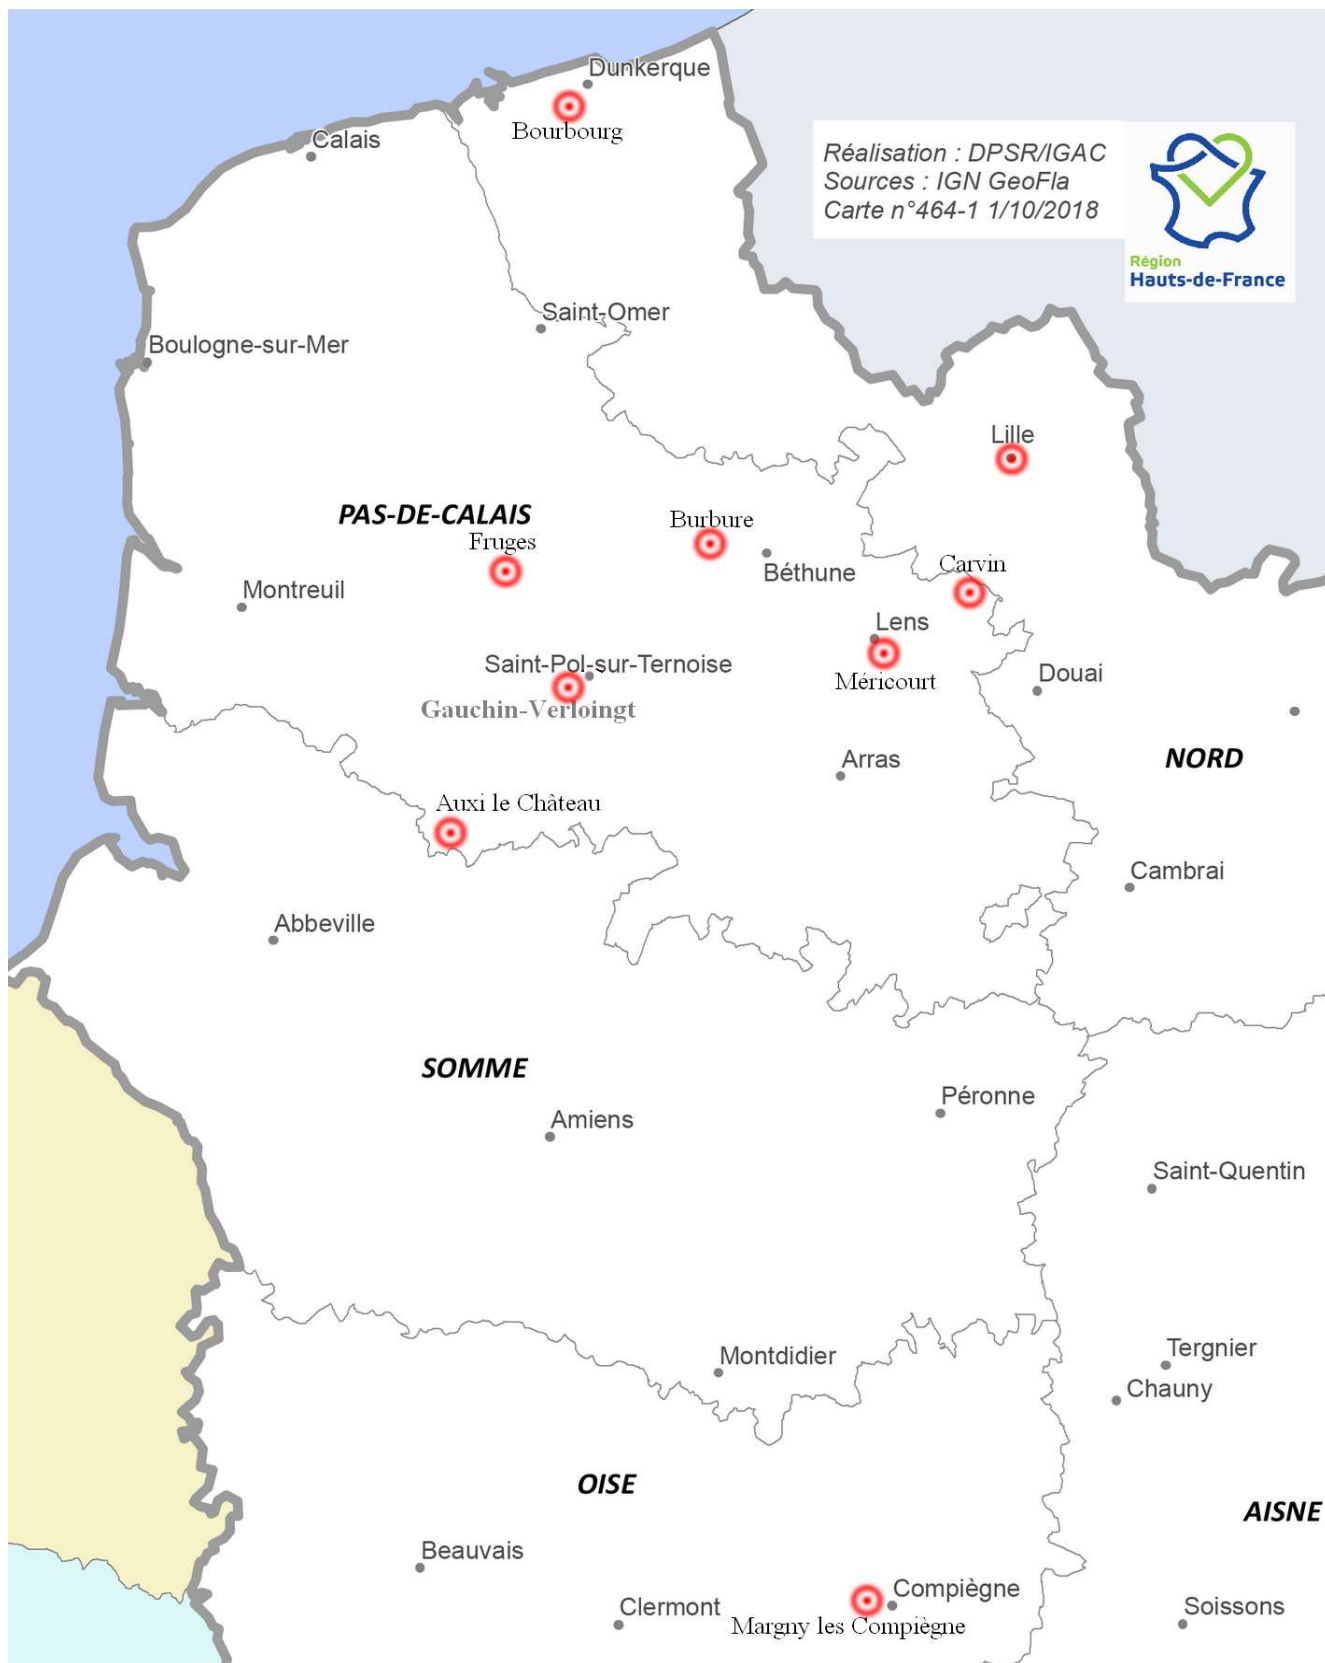 Dunkerque
Bourbourg
Calais
Réalisation : DPSR/IGAC
Sources : IGN GeoFla
Carte n°464-1 1/10/2018
Région
Hauts-de-France
Saint-Omer
Boulogne-sur-Mer
Lille
PAS-DE-CALAIS
Burbure
Fruges
Carvin
Béthune
Montreuil
Lens
Saint-Pol-sur-Ternoise
Méricourt
Douai
Gauchin-Verloingt
NORD
Arras
Auxi le Château
Cambrai
Abbeville
SOMME
Péronne
Amiens
Saint-Quentin
Montdidier
Tergnier
Chauny
OISE
AISNE
Beauvais
Compiègne
Clermont
Soissons
Margny les Compiègne